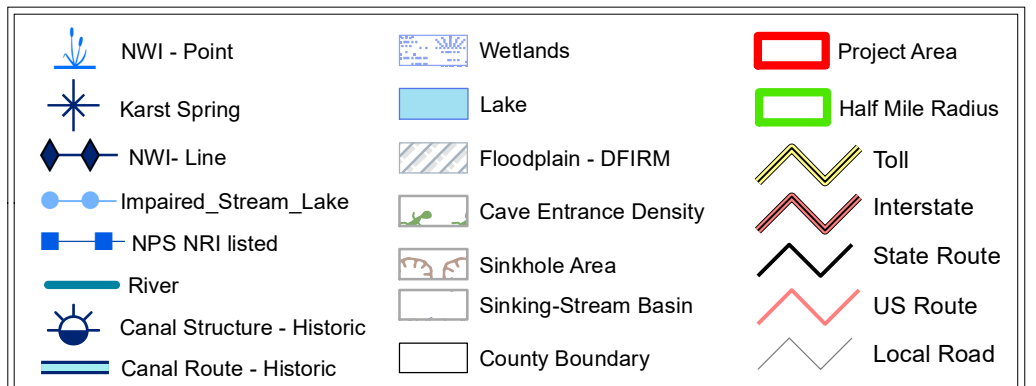 NWI - Point
Karst Spring
NWI- Line
Impaired_Stream_Lake
NPS NRI listed
River
Canal Structure - Historic
Canal Route - Historic
Wetlands
Lake
Floodplain - DFIRM
Cave Entrance Density
Sinkhole Area
Sinking-Stream Basin
County Boundary
Project Area
Half Mile Radius
Toll
Interstate
State Route
US Route
Local Road